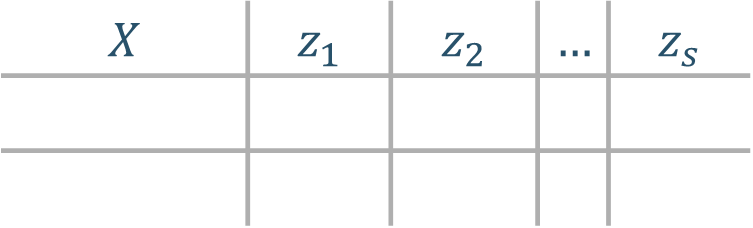 X z₁ z₂ ... zₛ